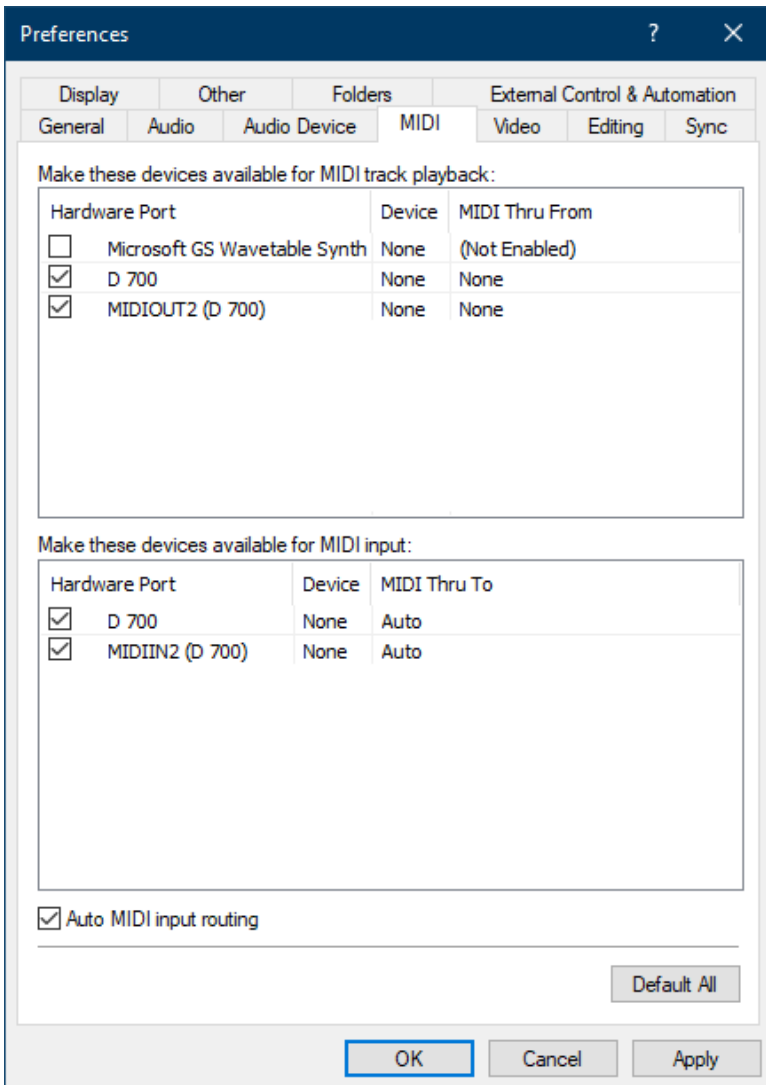 Preferences ?
Display Other Folders External Control & Automation
General Audio Audio Device MIDI Video Editing Sync
Make these devices available for MIDI track playback:
Hardware Port Device MIDI Thru From
Microsoft GS Wavetable Synth None (Not Enabled)
D 700 None None
MIDIOUT2 (D 700) None None
Make these devices available for MIDI input:
Hardware Port Device MIDI Thru To
D 700 None Auto
MIDIIN2 (D 700) None Auto
Auto MIDI input routing
Default All
OK Cancel Apply